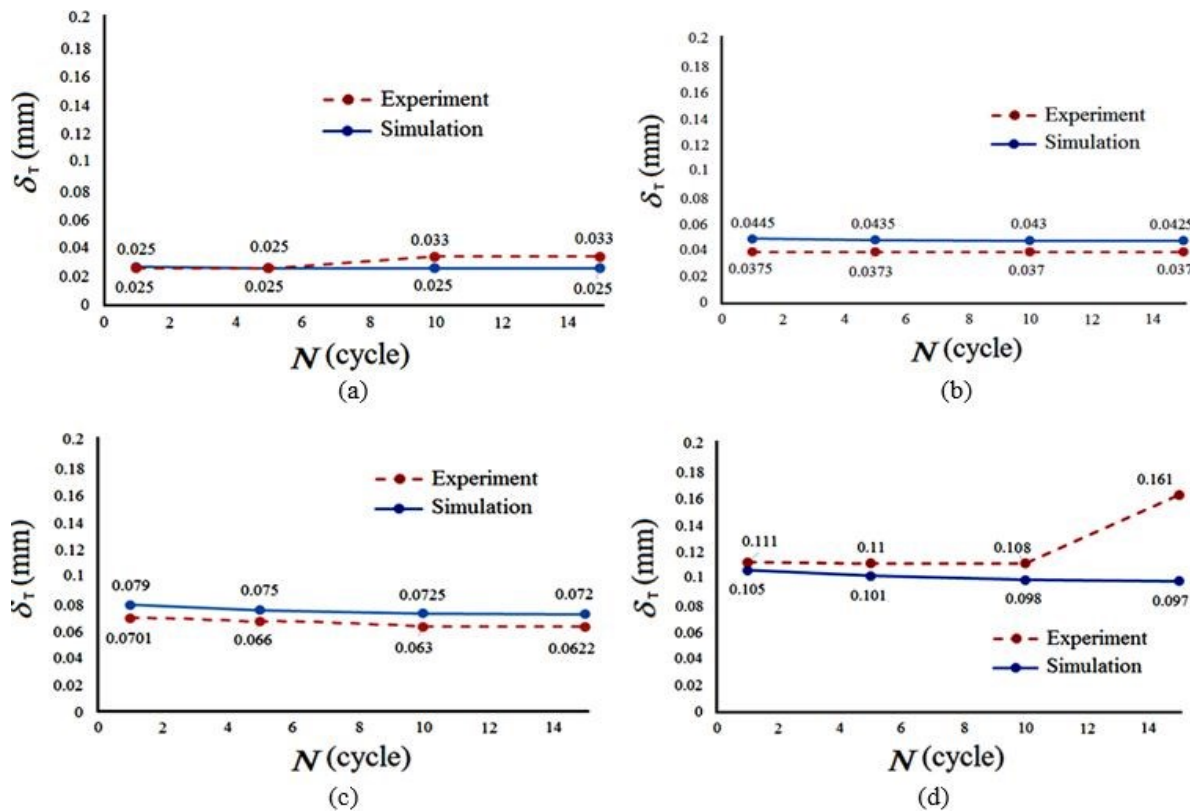 0.2
0.18
0.16
0.14
0.12
0.1
0.08
0.06
0.04
0.02
0
δT (mm)
Experiment
Simulation
0.025 0.025 0.033 0.033
0.025 0.025 0.025 0.025
0 2 4 6 8 10 12 14
N (cycle)
(a)
0.2
0.18
0.16
0.14
0.12
0.1
0.08
0.06
0.04
0.02
0
δT (mm)
Experiment
Simulation
0.0445 0.0435 0.043 0.0425
0.0375 0.0373 0.037 0.037
0 2 4 6 8 10 12 14
N (cycle)
(b)
0.2
0.18
0.16
0.14
0.12
0.1
0.08
0.06
0.04
0.02
0
δT (mm)
Experiment
Simulation
0.079 0.075 0.0725 0.072
0.0701 0.066 0.063 0.0622
0 2 4 6 8 10 12 14
N (cycle)
(c)
0.2
0.18
0.16
0.14
0.12
0.1
0.08
0.06
0.04
0.02
0
δT (mm)
0.161
0.111 0.11 0.108
0.105 0.101 0.098 0.097
Experiment
Simulation
0 2 4 6 8 10 12 14
N (cycle)
(d)